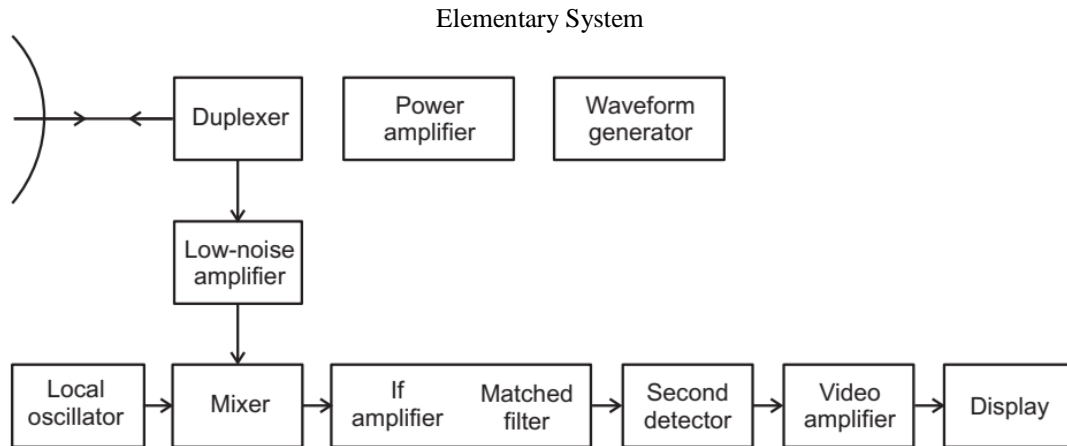 Elementary System
Duplexer
Power
amplifier
Waveform
generator
Low-noise
amplifier
Local
oscillator
Mixer
If
amplifier
Matched
filter
Second
detector
Video
amplifier
Display